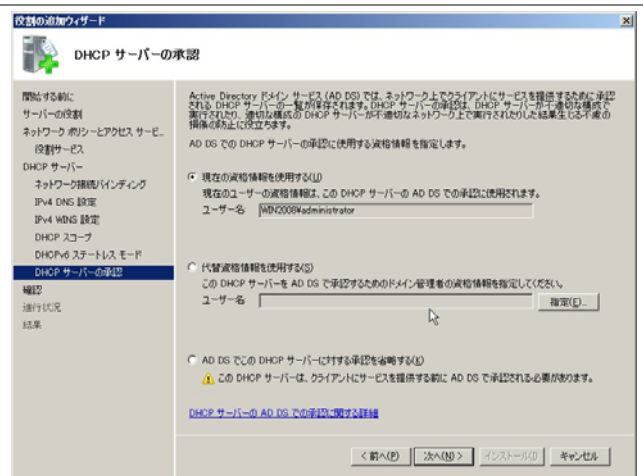 役割の追加ウィザード
DHCP サーバーの承認
開始する前に
サーバーの役割
ネットワーク ポリシーとアクセス サービ...
役割サービス
DHCP サーバー
ネットワーク接続バインディング
IPv4 DNS 設定
IPv4 WINS 設定
DHCP スコープ
DHCPv6 ステートレス モード
DHCP サーバーの承認
確認
進行状況
結果
Active Directory ドメイン サービス (AD DS) では、ネットワーク上でクライアントにサービスを提供するために承認
される DHCP サーバーの一覧が保存されます。DHCP サーバーの承認は、DHCP サーバーが不適切な構成で
実行されたり、適切な構成の DHCP サーバーが不適切なネットワーク上で実行されたりした結果生じる不慮の
損傷の防止に役立ちます。
AD DS での DHCP サーバーの承認に使用する資格情報を指定します。
現在の資格情報を使用する(U)
現在のユーザーの資格情報は、この DHCP サーバーの AD DS での承認に使用されます。
ユーザー名 WIN2008¥administrator
代替資格情報を使用する(S)
この DHCP サーバーを AD DS で承認するためのドメイン管理者の資格情報を指定してください。
ユーザー名 指定(E)...
AD DS でこの DHCP サーバーに対する承認を省略する(K)
この DHCP サーバーは、クライアントにサービスを提供する前に AD DS で承認される必要があります。
DHCP サーバーの AD DS での承認に関する詳細
< 前へ(P) 次へ(N) > インストール(I) キャンセル